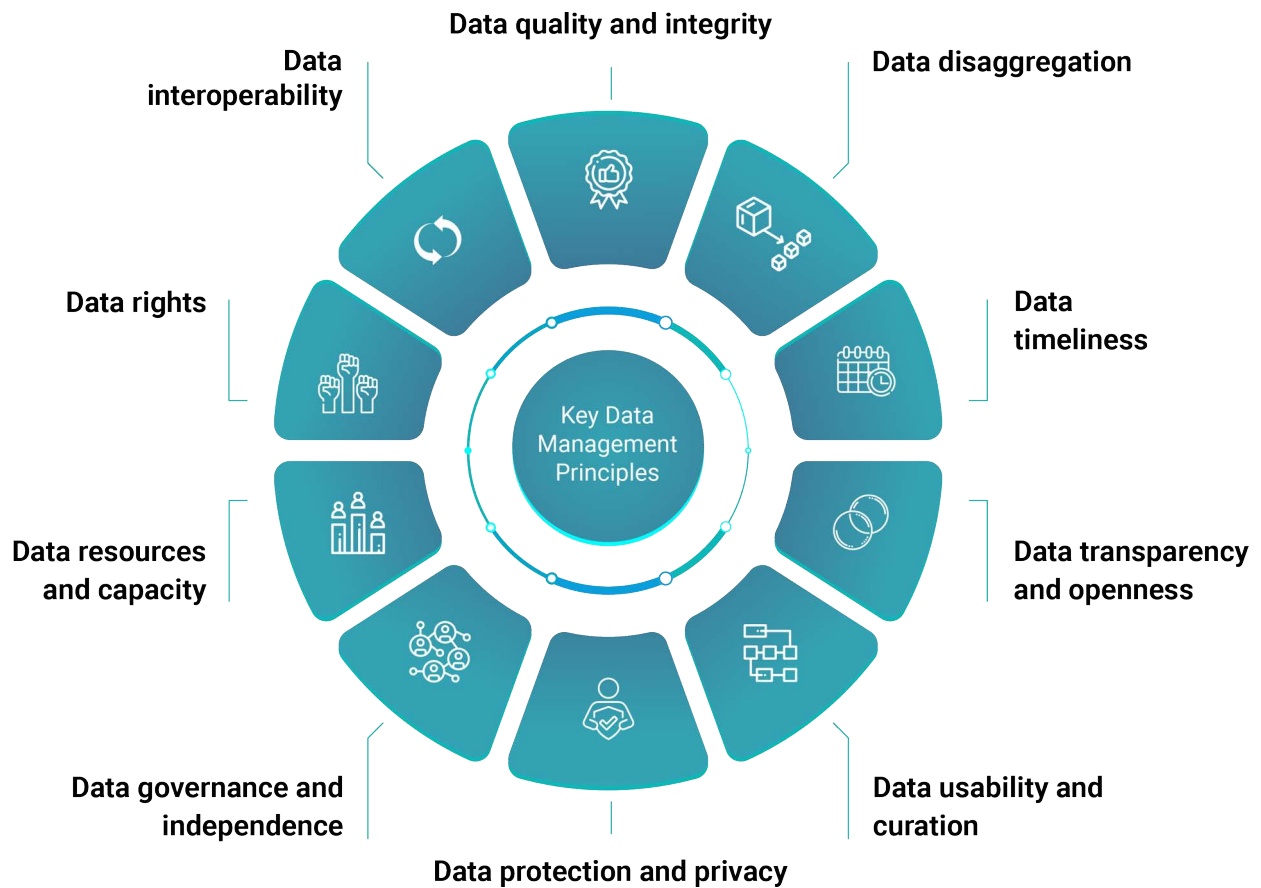 Data quality and integrity
Data
interoperability
Data disaggregation
Data rights
Data
timeliness
Key Data
Management
Principles
Data resources
and capacity
Data transparency
and openness
Data governance and
independence
Data usability and
curation
Data protection and privacy